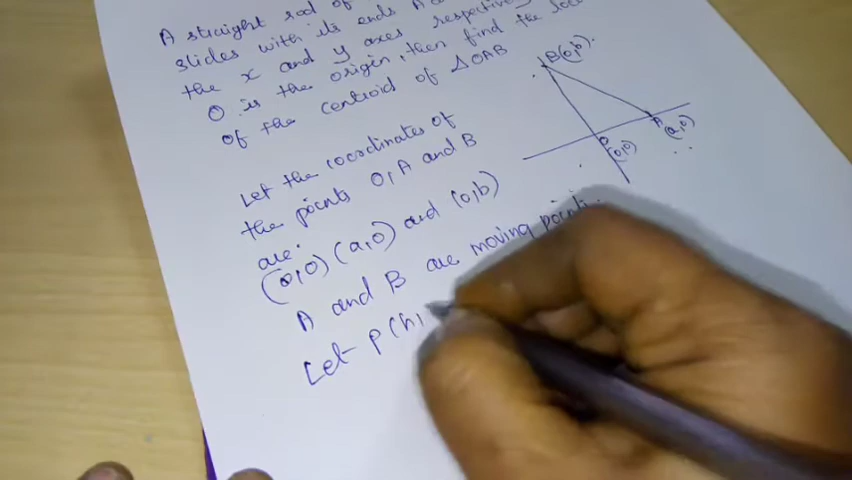 A straight rod of
slides with its ends A
the x and y axes respectively
O is the origin, then find the
of the centroid of ΔOAB
B(0,b).
O
(0,0)
A
(a,0)
Let the coordinates of
the points O, A and B
are:
(0,0) (a,0) and (0,b)
A and B are moving points.
Let P(h,